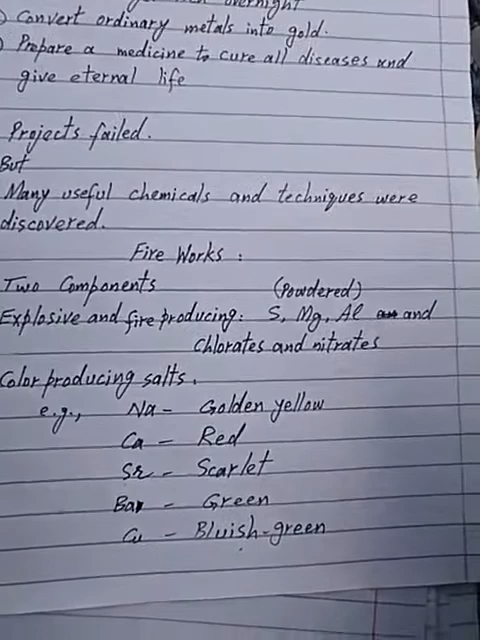 overnight
) Convert ordinary metals into gold.
) Prepare a medicine to cure all diseases and
give eternal life
Projects failed.
But
Many useful chemicals and techniques were
discovered.
Fire Works :
Two Components (Powdered)
Explosive and fire producing: S, Mg, Al and
Chlorates and nitrates
Color producing salts.
e.g., Na - Golden yellow
Ca - Red
Sr - Scarlet
Ba - Green
Cu - Bluish-green